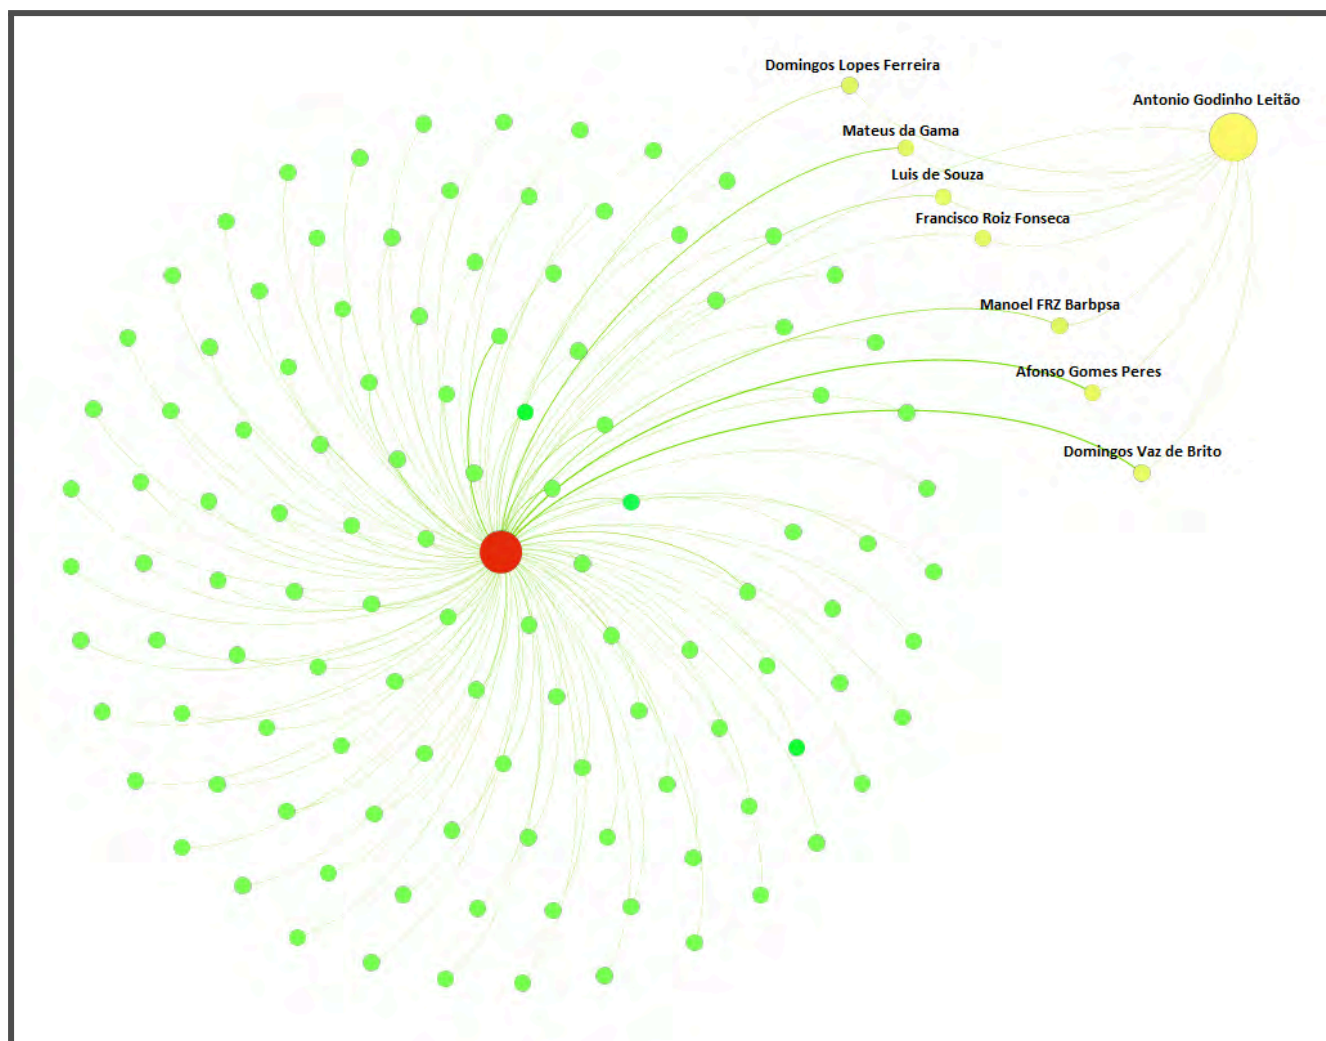 Domingos Lopes Ferreira
Antonio Godinho Leitão
Mateus da Gama
Luis de Souza
Francisco Roiz Fonseca
Manoel FRZ Barbpsa
Afonso Gomes Peres
Domingos Vaz de Brito